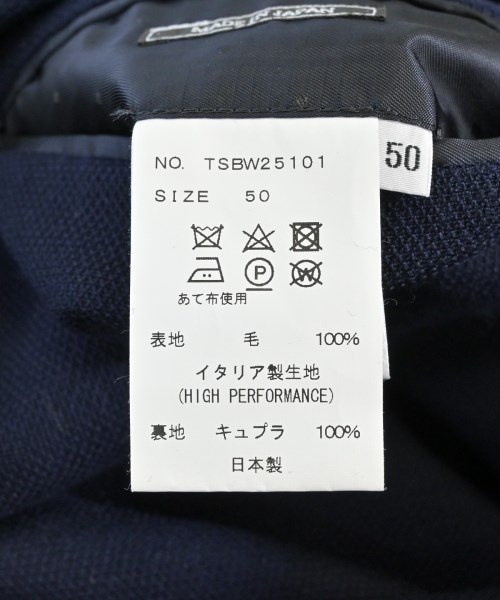 MADE IN JAPAN
50
NO. TSBW25101
SIZE 50
P W
あて布使用
表地 毛 100%
イタリア製生地
(HIGH PERFORMANCE)
裏地 キュプラ 100%
日本製